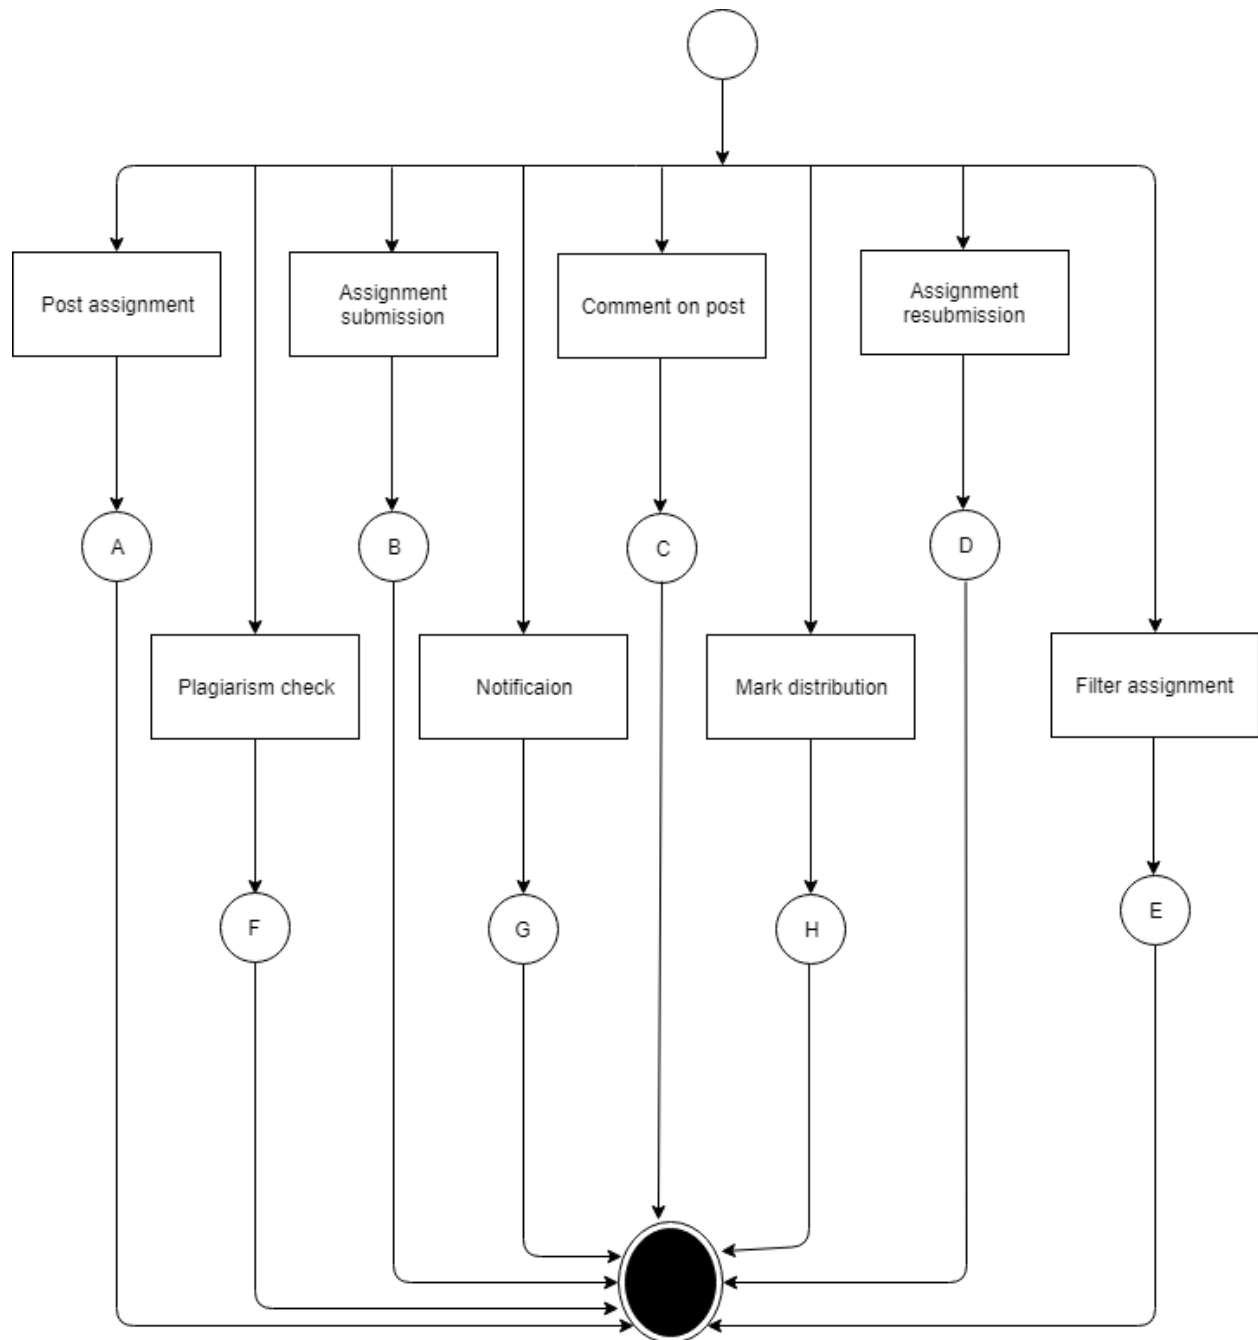 Post assignment
Assignment
submission
Comment on post
Assignment
resubmission
A
B
C
D
Plagiarism check
Notificaion
Mark distribution
Filter assignment
F
G
H
E